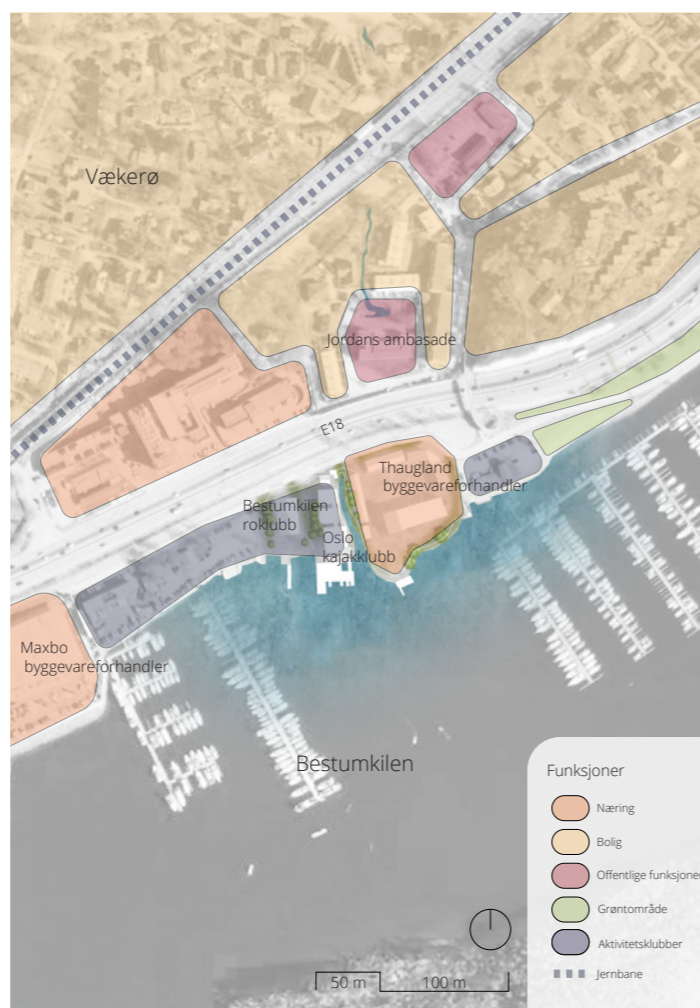 Vækerø
Jordans ambasade
E18
Thaugland
byggevareforhandler
Bestumkilen
roklubb
Oslo
kajakklubb
Maxbo
byggevareforhandler
Bestumkilen
Funksjoner
Næring
Bolig
Offentlige funksjoner
Grøntområde
Aktivitetsklubber
Jernbane
50 m
100 m